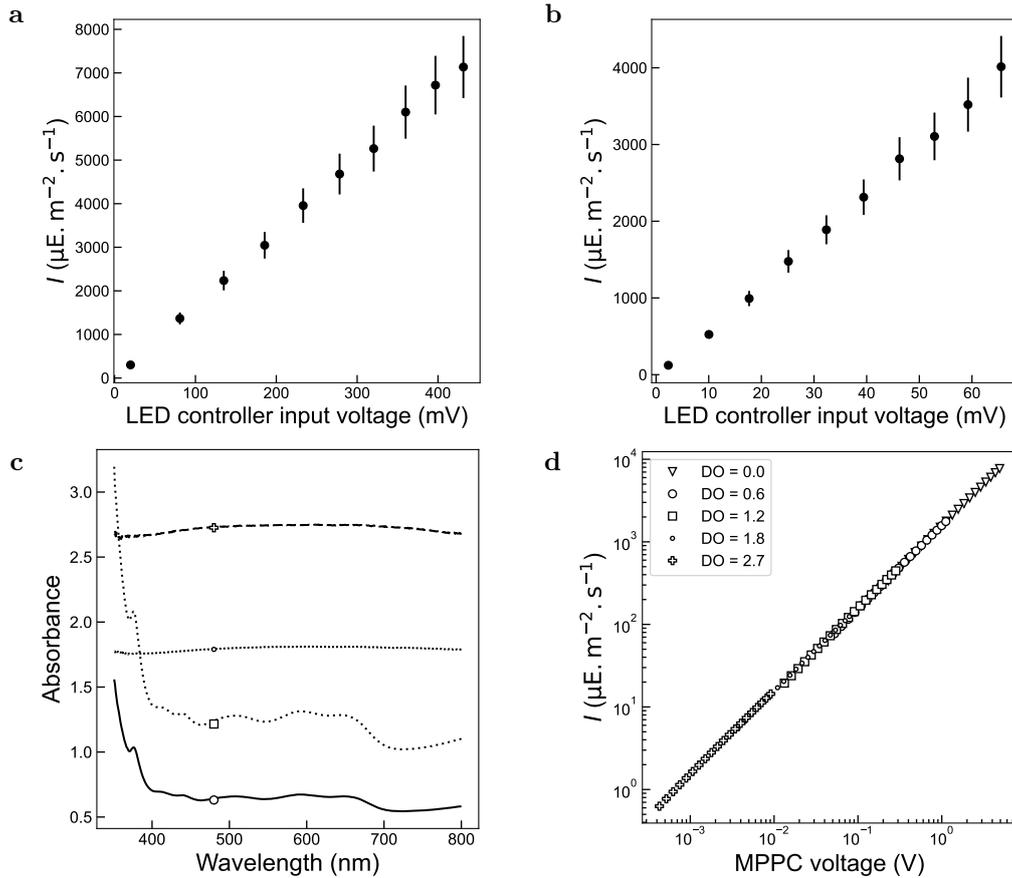 a
8000
7000
6000
5000
4000
3000
2000
1000
0
I (µE. m⁻². s⁻¹)
0 100 200 300 400
LED controller input voltage (mV)
b
4000
3000
2000
1000
0
I (µE. m⁻². s⁻¹)
0 10 20 30 40 50 60
LED controller input voltage (mV)
c
3.0
2.5
2.0
1.5
1.0
0.5
Absorbance
400 500 600 700 800
Wavelength (nm)
d
10⁴
10³
10²
10¹
10⁰
I (µE. m⁻². s⁻¹)
DO = 0.0
DO = 0.6
DO = 1.2
DO = 1.8
DO = 2.7
10⁻³ 10⁻² 10⁻¹ 10⁰
MPPC voltage (V)